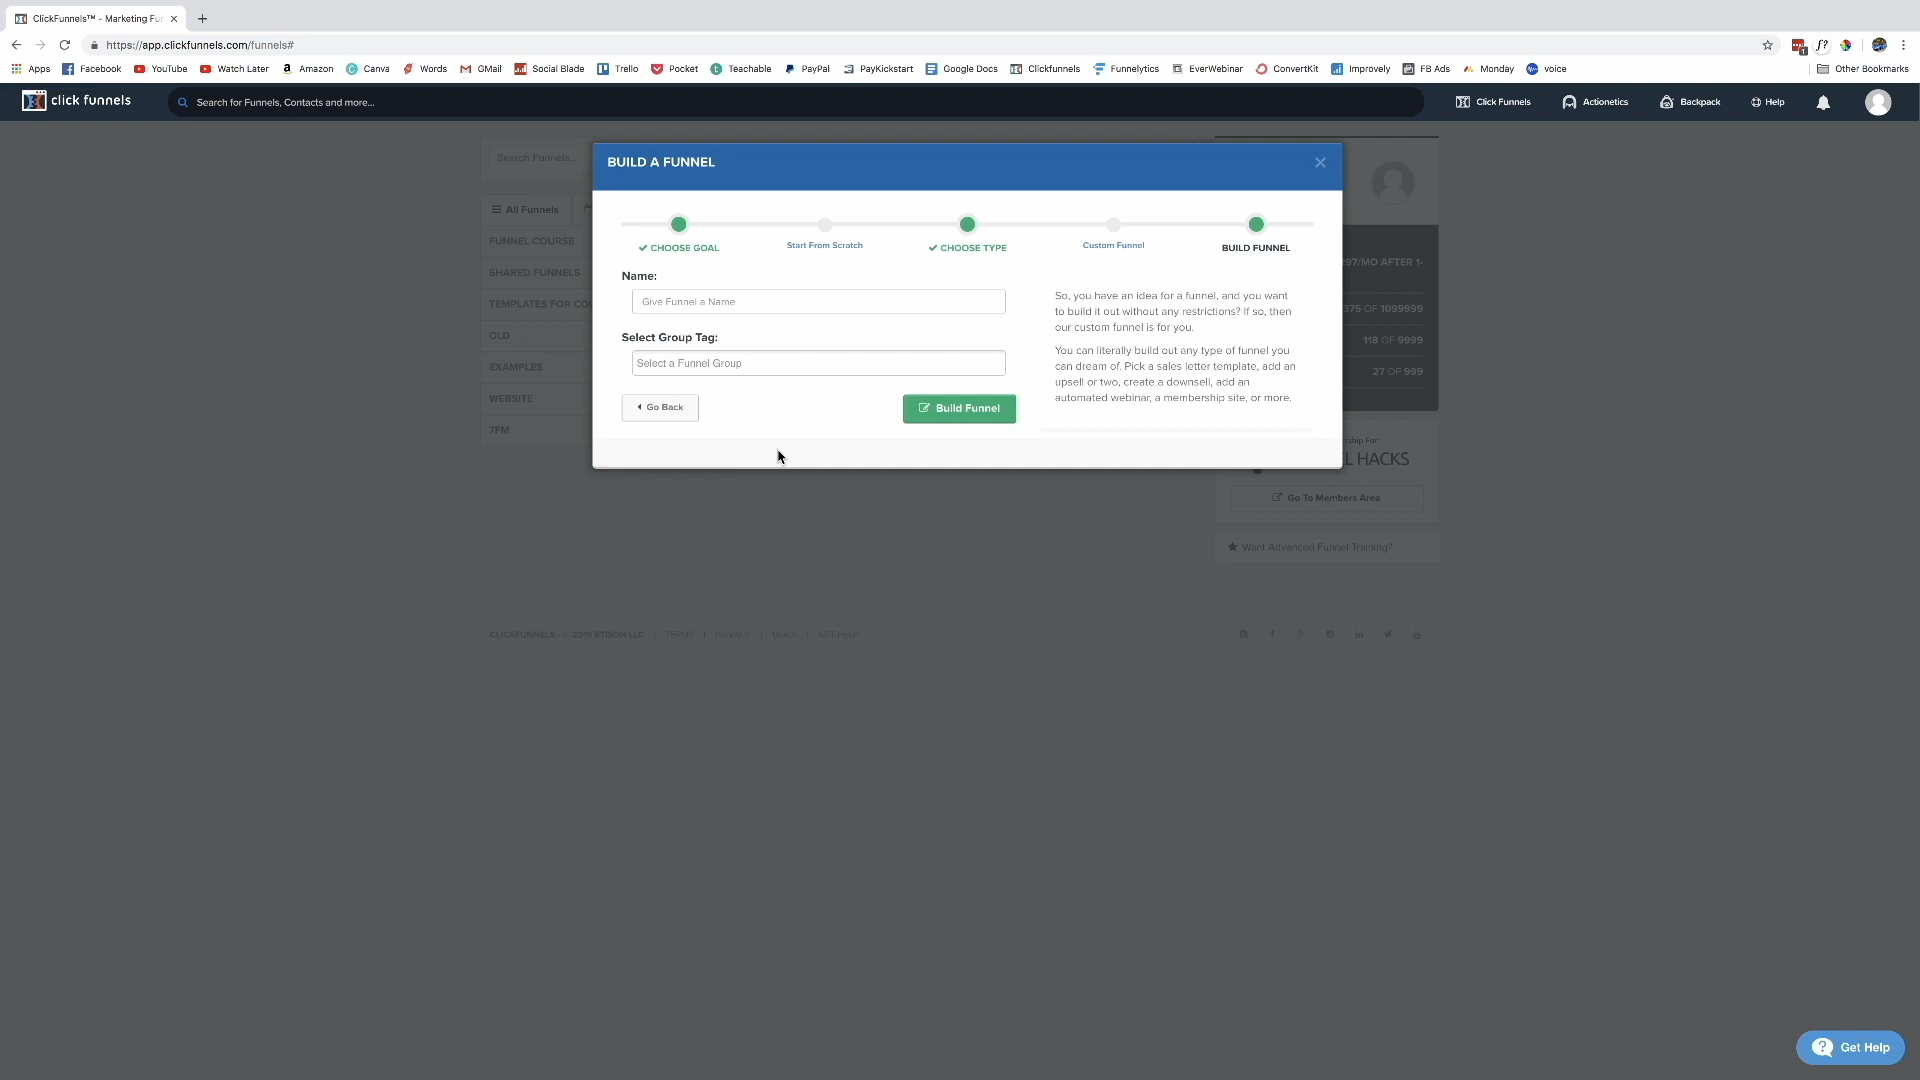 ClickFunnels™ - Marketing Fun
https://app.clickfunnels.com/funnels#
Apps Facebook YouTube Watch Later Amazon Canva Words GMail Social Blade Trello Pocket Teachable PayPal PayKickstart Google Docs Clickfunnels Funnelytics EverWebinar ConvertKit Improvely FB Ads Monday voice Other Bookmarks
click funnels
Search for Funnels, Contacts and more...
Click Funnels Actionetics Backpack Help
Search Funnels...
BUILD A FUNNEL
All Funnels
CHOOSE GOAL Start From Scratch CHOOSE TYPE Custom Funnel BUILD FUNNEL
FUNNEL COURSE
SHARED FUNNELS
TEMPLATES FOR COU
OLD
EXAMPLES
WEBSITE
7FM
Name:
Give Funnel a Name
Select Group Tag:
Select a Funnel Group
Go Back
Build Funnel
So, you have an idea for a funnel, and you want
to build it out without any restrictions? If so, then
our custom funnel is for you.
You can literally build out any type of funnel you
can dream of. Pick a sales letter template, add an
upsell or two, create a downsell, add an
automated webinar, a membership site, or more.
297/MO AFTER 1-
375 OF 1099999
118 OF 9999
27 OF 999
ship For:
L HACKS
Go To Members Area
Want Advanced Funnel Training?
CLICKFUNNELS - © 2019 ETISON LLC | TERMS | PRIVACY | DOCS | GET HELP
Get Help